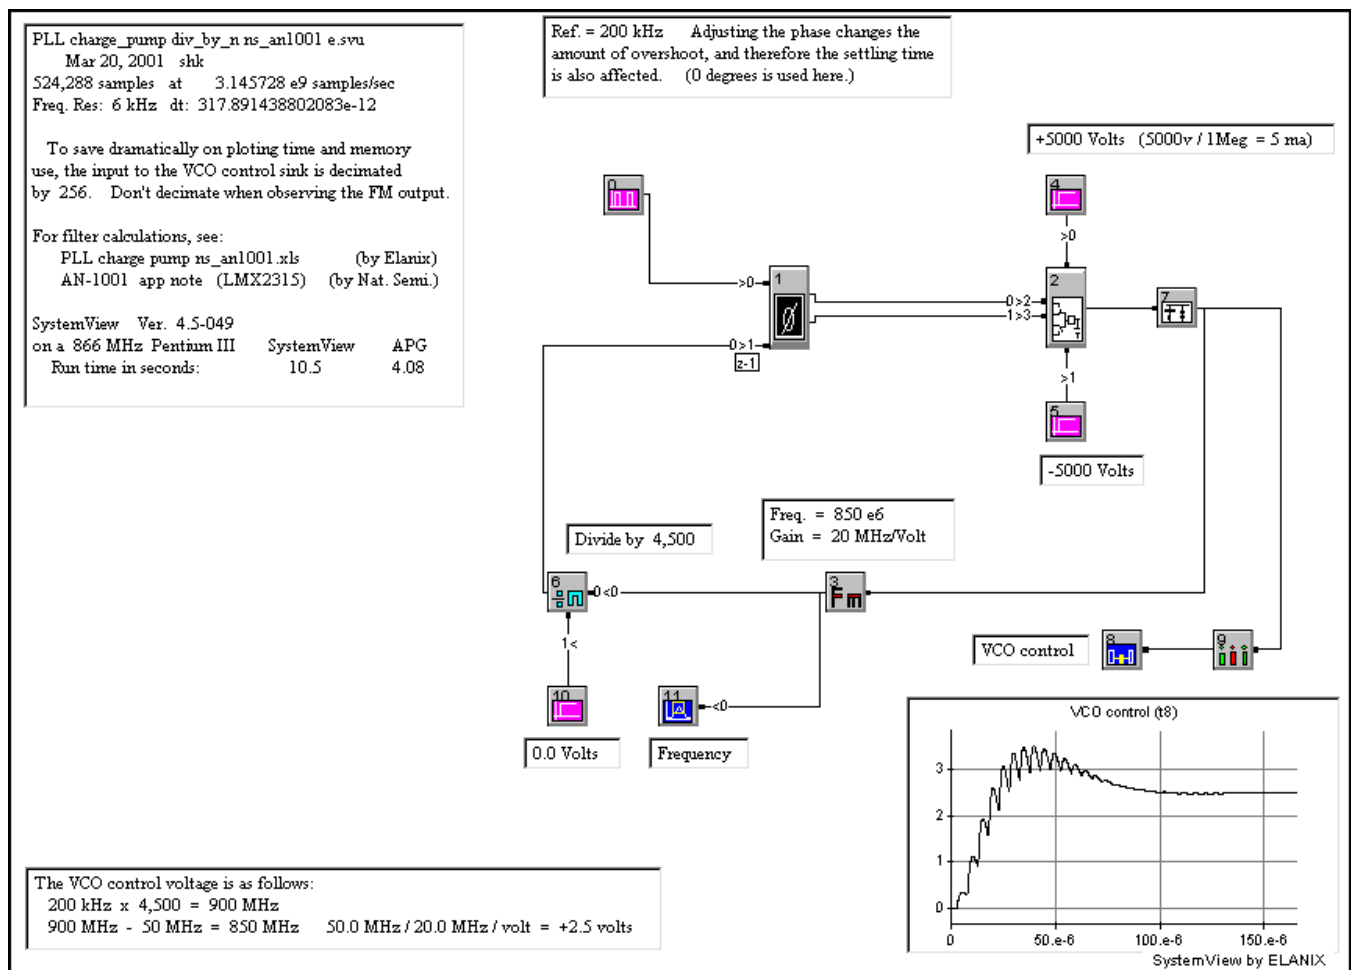 PLL charge_pump div_by_n ns_an1001 e.svu
Mar 20, 2001 shk
524,288 samples at 3.145728 e9 samples/sec
Freq. Res: 6 kHz dt: 317.891438802083e-12
To save dramatically on ploting time and memory
use, the input to the VCO control sink is decimated
by 256. Don't decimate when observing the FM output.
For filter calculations, see:
PLL charge pump ns_an1001.xls (by Elanix)
AN-1001 app note (LMX2315) (by Nat. Semi.)
SystemView Ver. 4.5-049
on a 866 MHz Pentium III SystemView APG
Run time in seconds: 10.5 4.08
Ref. = 200 kHz Adjusting the phase changes the
amount of overshoot, and therefore the settling time
is also affected. (0 degrees is used here.)
+5000 Volts (5000v / 1Meg = 5 ma)
0
4
>0
>0
1
2
0>2
1>3
7
0>1
z-1
>1
5
-5000 Volts
Freq. = 850 e6
Gain = 20 MHz/Volt
Divide by 4,500
6
0<0
3
Fm
1<
VCO control
8
9
10
11
<0
0.0 Volts
Frequency
VCO control (t8)
3
2
1
0
0 50.e-6 100.e-6 150.e-6
SystemView by ELANIX
The VCO control voltage is as follows:
200 kHz x 4,500 = 900 MHz
900 MHz - 50 MHz = 850 MHz 50.0 MHz / 20.0 MHz / volt = +2.5 volts